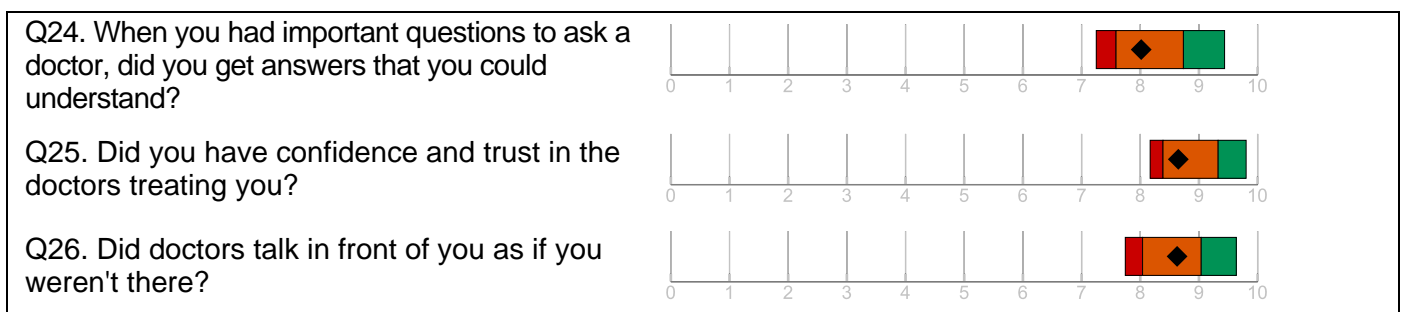 Q24. When you had important questions to ask a
doctor, did you get answers that you could
understand?
0 1 2 3 4 5 6 7 8 9 10
Q25. Did you have confidence and trust in the
doctors treating you?
0 1 2 3 4 5 6 7 8 9 10
Q26. Did doctors talk in front of you as if you
weren't there?
0 1 2 3 4 5 6 7 8 9 10